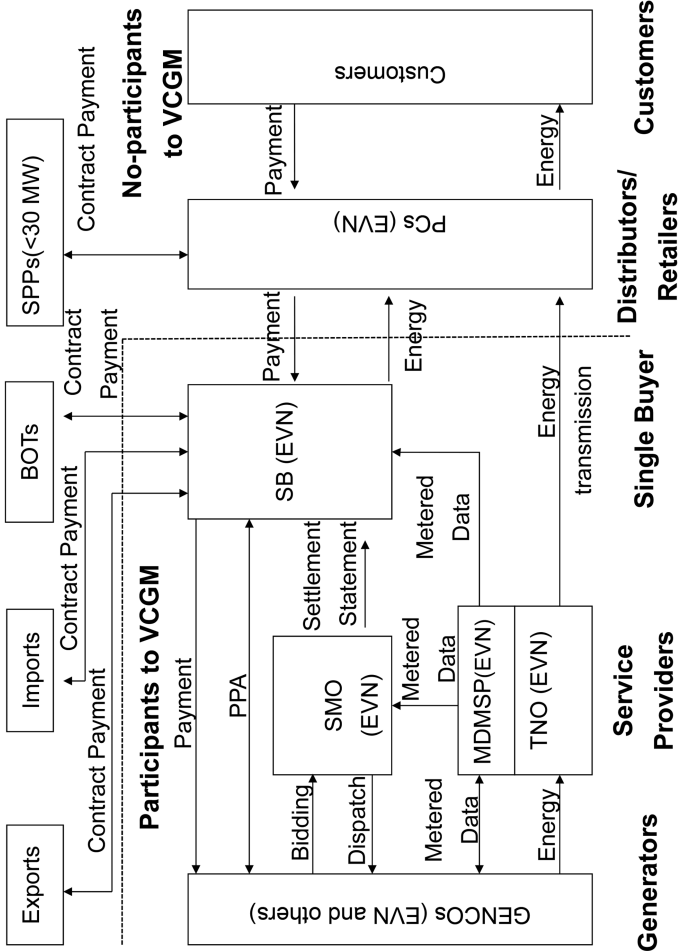 Exports
Imports
BOTs
SPPs(<30 MW)
Contract Payment
Contract Payment
Contract
Payment
Contract Payment
Participants to VCGM
No-participants
to VCGM
GENCOs (EVN and others)
Payment
PPA
Bidding
Dispatch
Metered
Data
Energy
SMO
(EVN)
Settlement
Statement
Metered
Data
MDMSP(EVN)
TNO (EVN)
SB (EVN)
Metered
Data
Payment
Energy
Energy
transmission
PCs (EVN)
Payment
Energy
Customers
Generators
Service
Providers
Single Buyer
Distributors/
Retailers
Customers